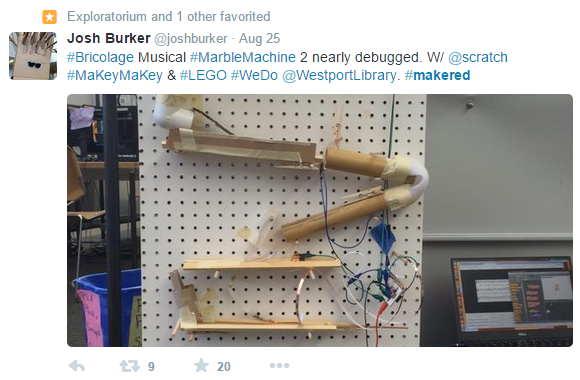 Exploratorium and 1 other favorited
Josh Burker @joshburker · Aug 25
#Bricolage Musical #MarbleMachine 2 nearly debugged. W/ @scratch
#MaKeyMaKey & #LEGO #WeDo @WestportLibrary. #makered
9 20